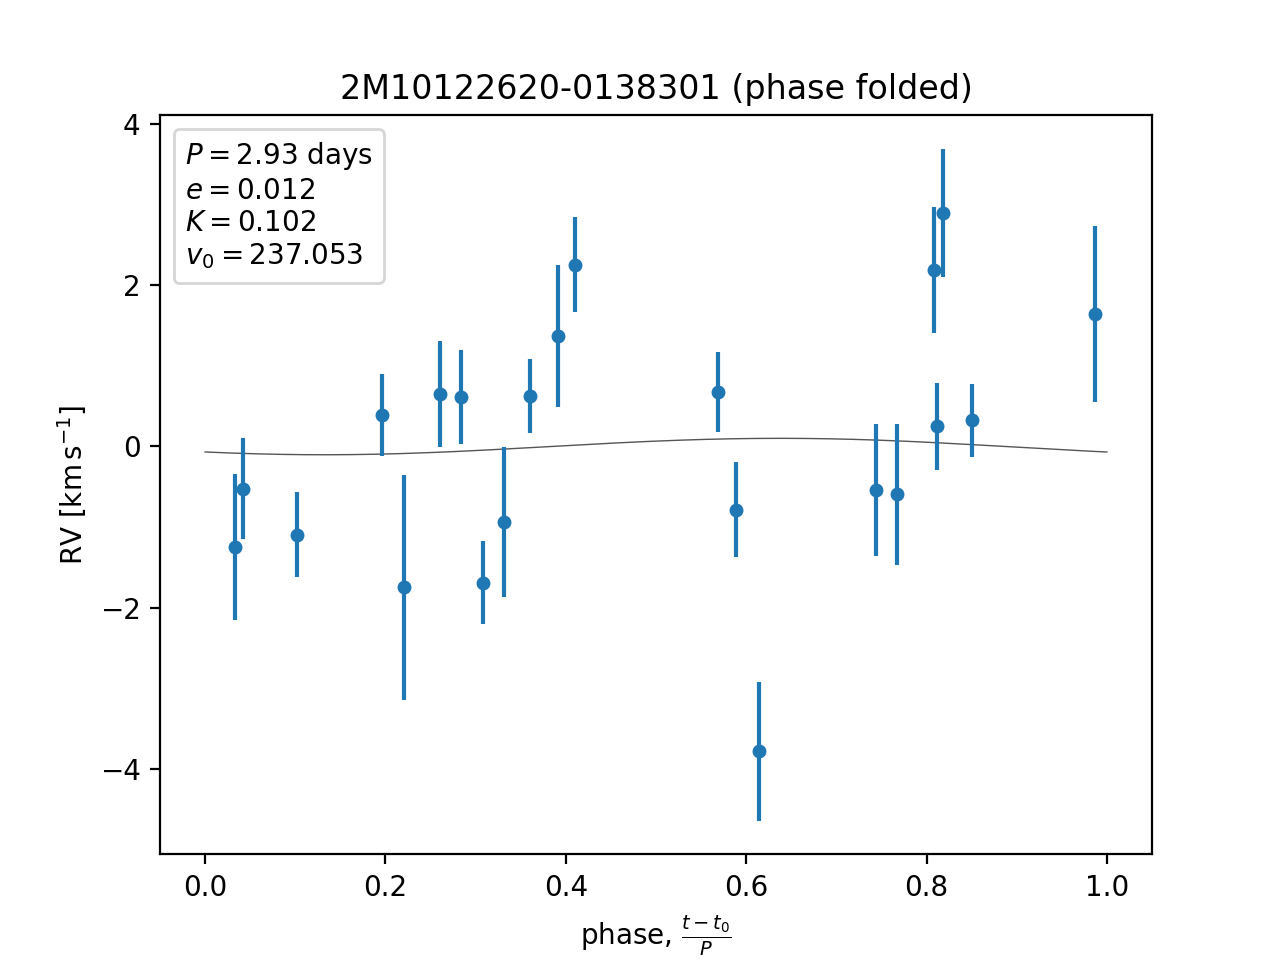 2M10122620-0138301 (phase folded)
P = 2.93 days
e = 0.012
K = 0.102
v₀ = 237.053
4
2
0
−2
−4
RV [km s⁻¹]
0.0 0.2 0.4 0.6 0.8 1.0
phase, (t − t₀)/P